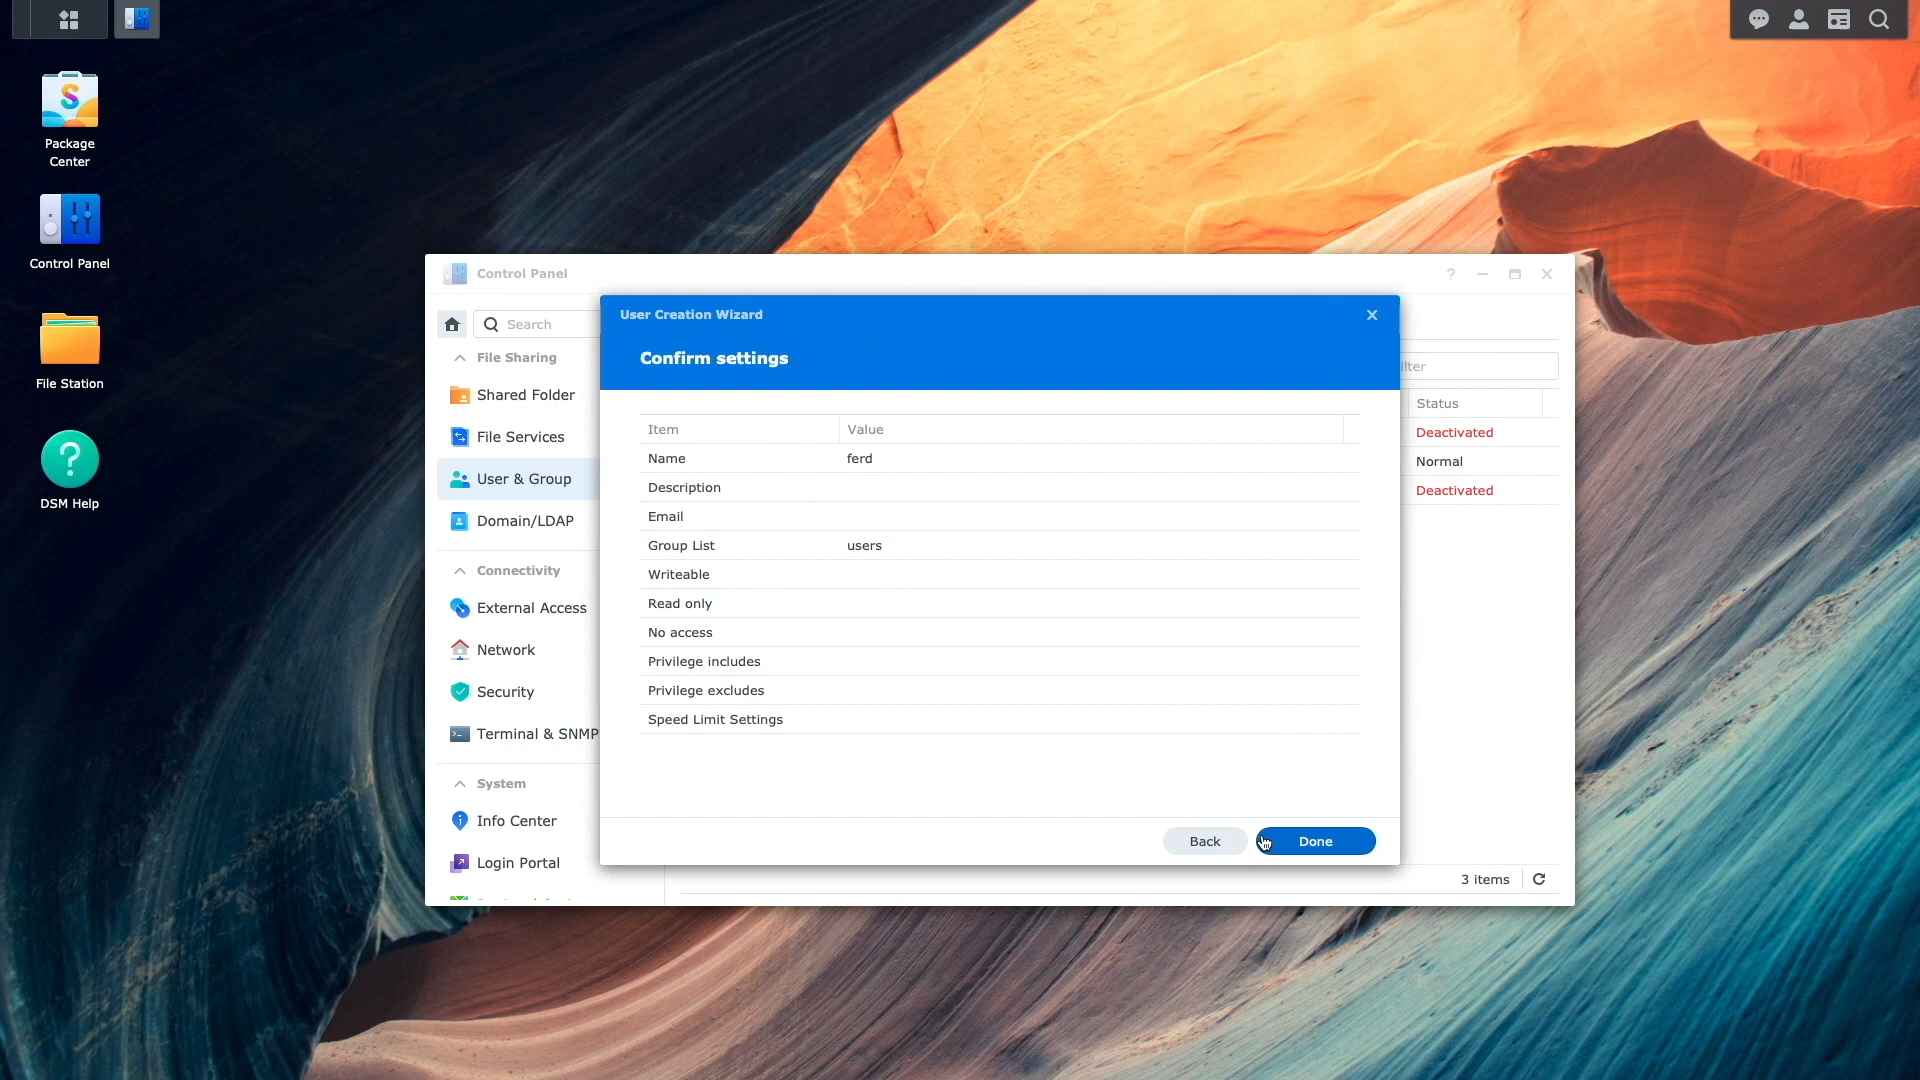 Package
Center
Control Panel
File Station
DSM Help
Control Panel
Search
File Sharing
Shared Folder
File Services
User & Group
Domain/LDAP
Connectivity
External Access
Network
Security
Terminal & SNMP
System
Info Center
Login Portal
User Creation Wizard
Confirm settings
Item Value
Name ferd
Description
Email
Group List users
Writeable
Read only
No access
Privilege includes
Privilege excludes
Speed Limit Settings
Back Done
Status
Deactivated
Normal
Deactivated
3 items